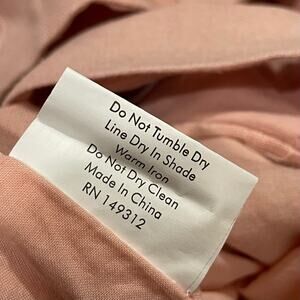 Do Not Tumble Dry
Line Dry In Shade
Warm Iron
Do Not Dry Clean
Made In China
RN 149312